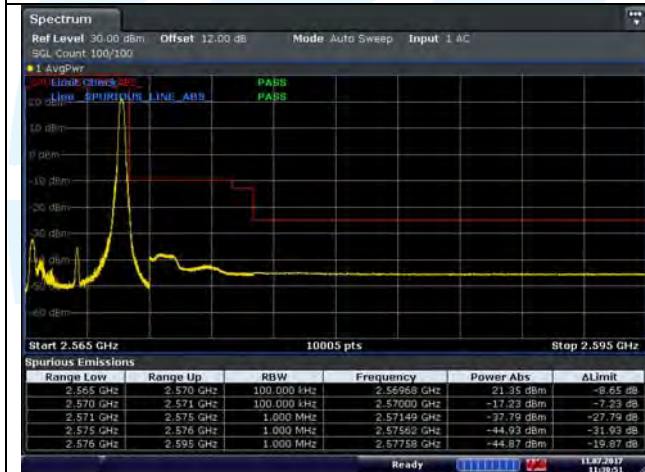 Spectrum
Ref Level 30.00 dBm Offset 12.00 dB Mode Auto Sweep Input 1 AC
SGL Count 100/100
1 AvgPwr
Limit Check PASS
Line _SPURIOUS_LINE_ABS_ PASS
20 dBm
10 dBm
0 dBm
-10 dBm
-20 dBm
-30 dBm
-50 dBm
-60 dBm
Start 2.565 GHz 10005 pts Stop 2.595 GHz
Spurious Emissions
Range Low Range Up RBW Frequency Power Abs ΔLimit
2.565 GHz 2.570 GHz 100.000 kHz 2.56968 GHz 21.35 dBm -8.65 dB
2.570 GHz 2.571 GHz 100.000 kHz 2.57000 GHz -17.23 dBm -7.23 dB
2.571 GHz 2.575 GHz 1.000 MHz 2.57149 GHz -37.79 dBm -27.79 dB
2.575 GHz 2.576 GHz 1.000 MHz 2.57562 GHz -44.93 dBm -31.93 dB
2.576 GHz 2.595 GHz 1.000 MHz 2.57758 GHz -44.87 dBm -19.87 dB
Ready 11.07.2017
11:30:51